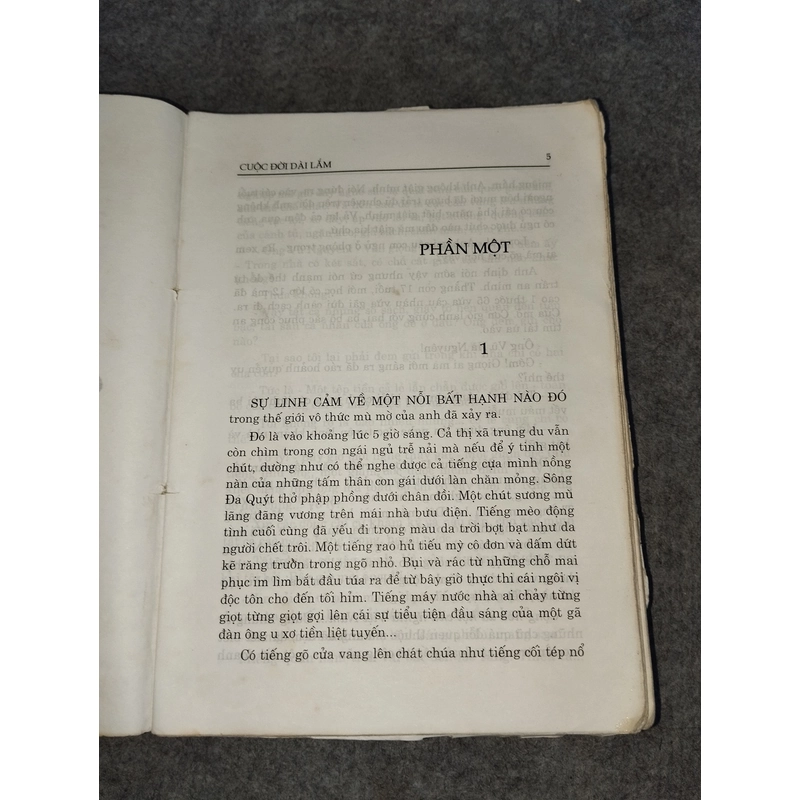 CUỘC ĐỜI DÀI LẮM
5
PHẦN MỘT
1
SỰ LINH CẢM VỀ MỘT NỖI BẤT HẠNH NÀO ĐÓ
trong thế giới vô thức mù mờ của anh đã xảy ra.
Đó là vào khoảng lúc 5 giờ sáng. Cả thị xã trung du vẫn
còn chìm trong cơn ngái ngủ trễ nải mà nếu để ý tinh một
chút, dường như có thể nghe được cả tiếng cựa mình nồng
nàn của những tấm thân con gái dưới làn chăn mỏng. Sông
Đa Quýt thở phập phồng dưới chân đồi. Một chút sương mù
lãng đãng vương trên mái nhà bưu điện. Tiếng mèo động
tình cuối cùng đã yếu đi trong màu da trời bợt bạt như da
người chết trôi. Một tiếng rao hủ tiếu mỳ cô đơn và dấm dứt
kẽ răng trườn trong ngõ nhỏ. Bụi và rác từ những chỗ mai
phục im lìm bắt đầu túa ra để từ bây giờ thực thi cái ngôi vị
độc tôn cho đến tối hỉm. Tiếng máy nước nhà ai chảy từng
giọt từng giọt gợi lên cái sự tiểu tiện đầu sáng của một gã
đàn ông u xơ tiền liệt tuyến...
Có tiếng gõ cửa vang lên chát chúa như tiếng cối tép nổ